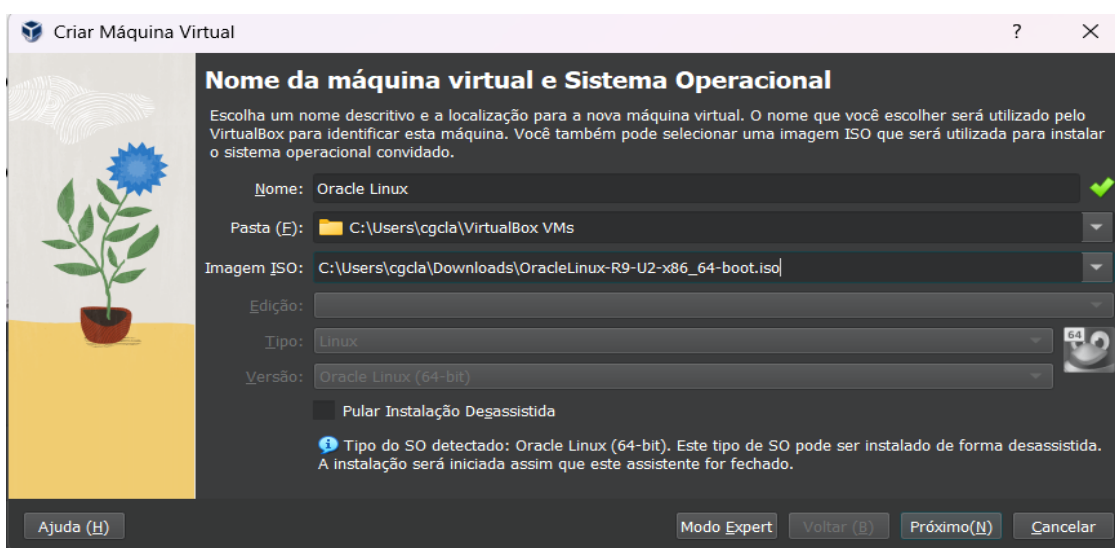 Criar Máquina Virtual
?
Nome da máquina virtual e Sistema Operacional
Escolha um nome descritivo e a localização para a nova máquina virtual. O nome que você escolher será utilizado pelo
VirtualBox para identificar esta máquina. Você também pode selecionar uma imagem ISO que será utilizada para instalar
o sistema operacional convidado.
Nome: Oracle Linux
Pasta (F): C:\Users\cgcla\VirtualBox VMs
Imagem ISO: C:\Users\cgcla\Downloads\OracleLinux-R9-U2-x86_64-boot.iso
Edição:
Tipo: Linux
64
Versão: Oracle Linux (64-bit)
Pular Instalação Desassistida
Tipo do SO detectado: Oracle Linux (64-bit). Este tipo de SO pode ser instalado de forma desassistida.
A instalação será iniciada assim que este assistente for fechado.
Ajuda (H) Modo Expert Voltar (B) Próximo(N) Cancelar